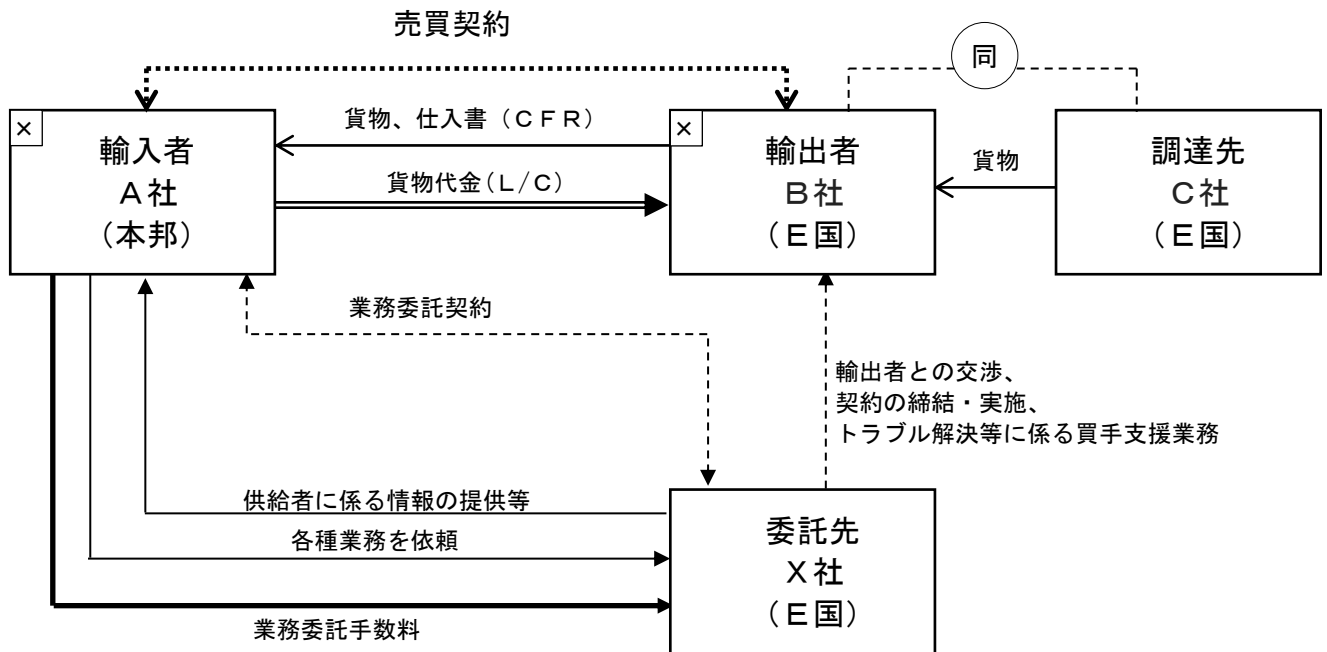 売買契約
同
×
輸入者
A社
(本邦)
貨物、仕入書(CFR)
貨物代金(L/C)
×
輸出者
B社
(E国)
貨物
調達先
C社
(E国)
業務委託契約
輸出者との交渉、
契約の締結・実施、
トラブル解決等に係る買手支援業務
供給者に係る情報の提供等
各種業務を依頼
業務委託手数料
委託先
X社
(E国)